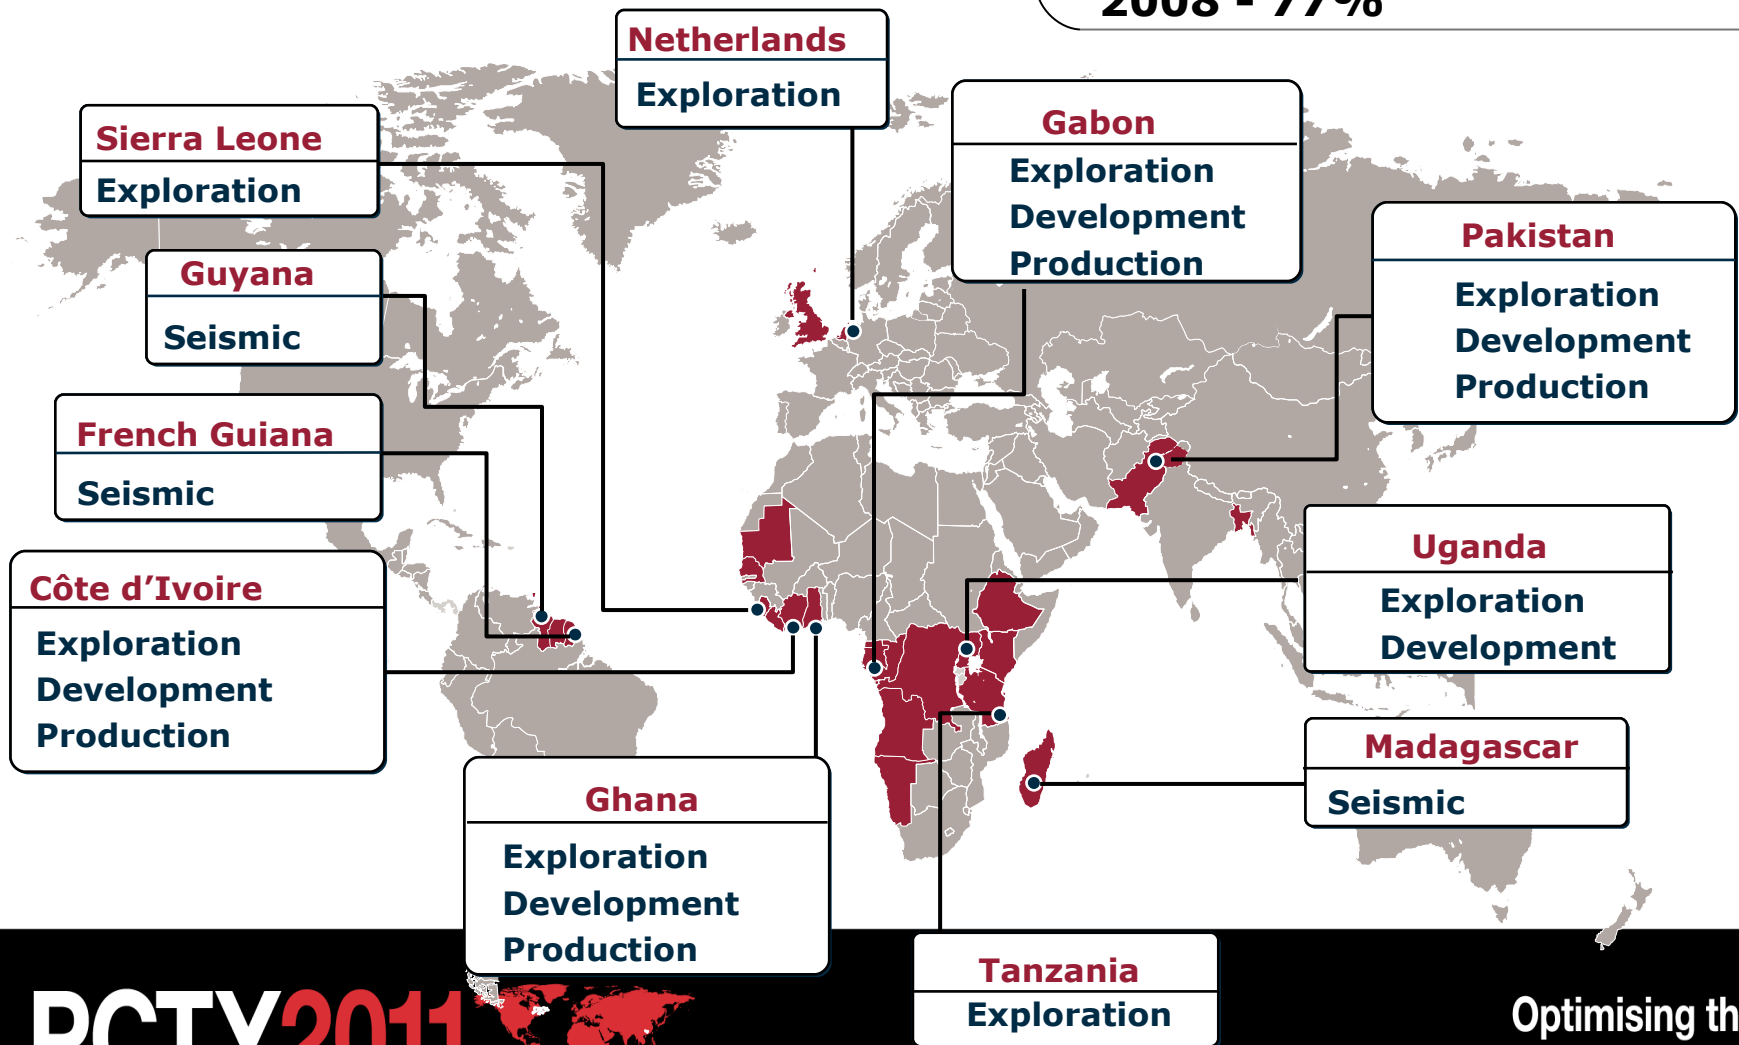 2008 - 77%
Netherlands
Exploration
Sierra Leone
Exploration
Gabon
Exploration
Development
Production
Pakistan
Exploration
Development
Production
Guyana
Seismic
French Guiana
Seismic
Uganda
Exploration
Development
Côte d’Ivoire
Exploration
Development
Production
Madagascar
Seismic
Ghana
Exploration
Development
Production
Tanzania
Exploration
PCTY2011
Optimising th